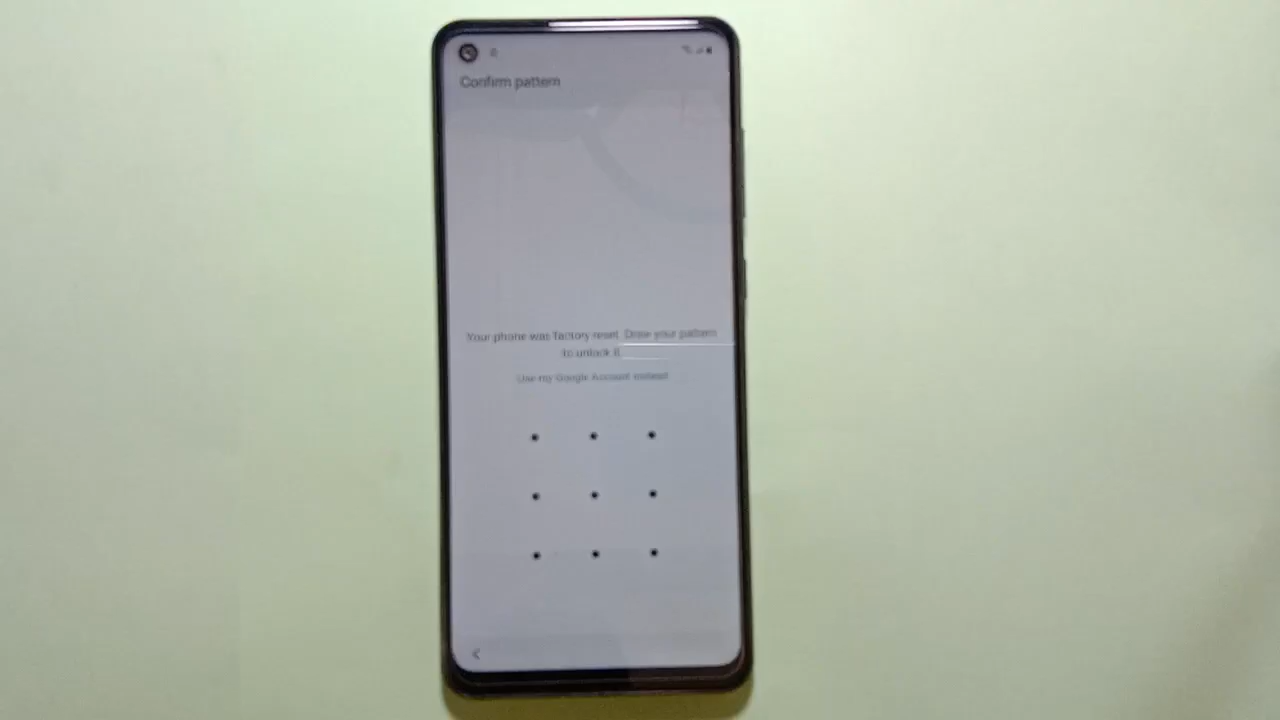 Confirm pattern
Your phone was factory reset. Draw your pattern
to unlock it.
Use my Google Account instead